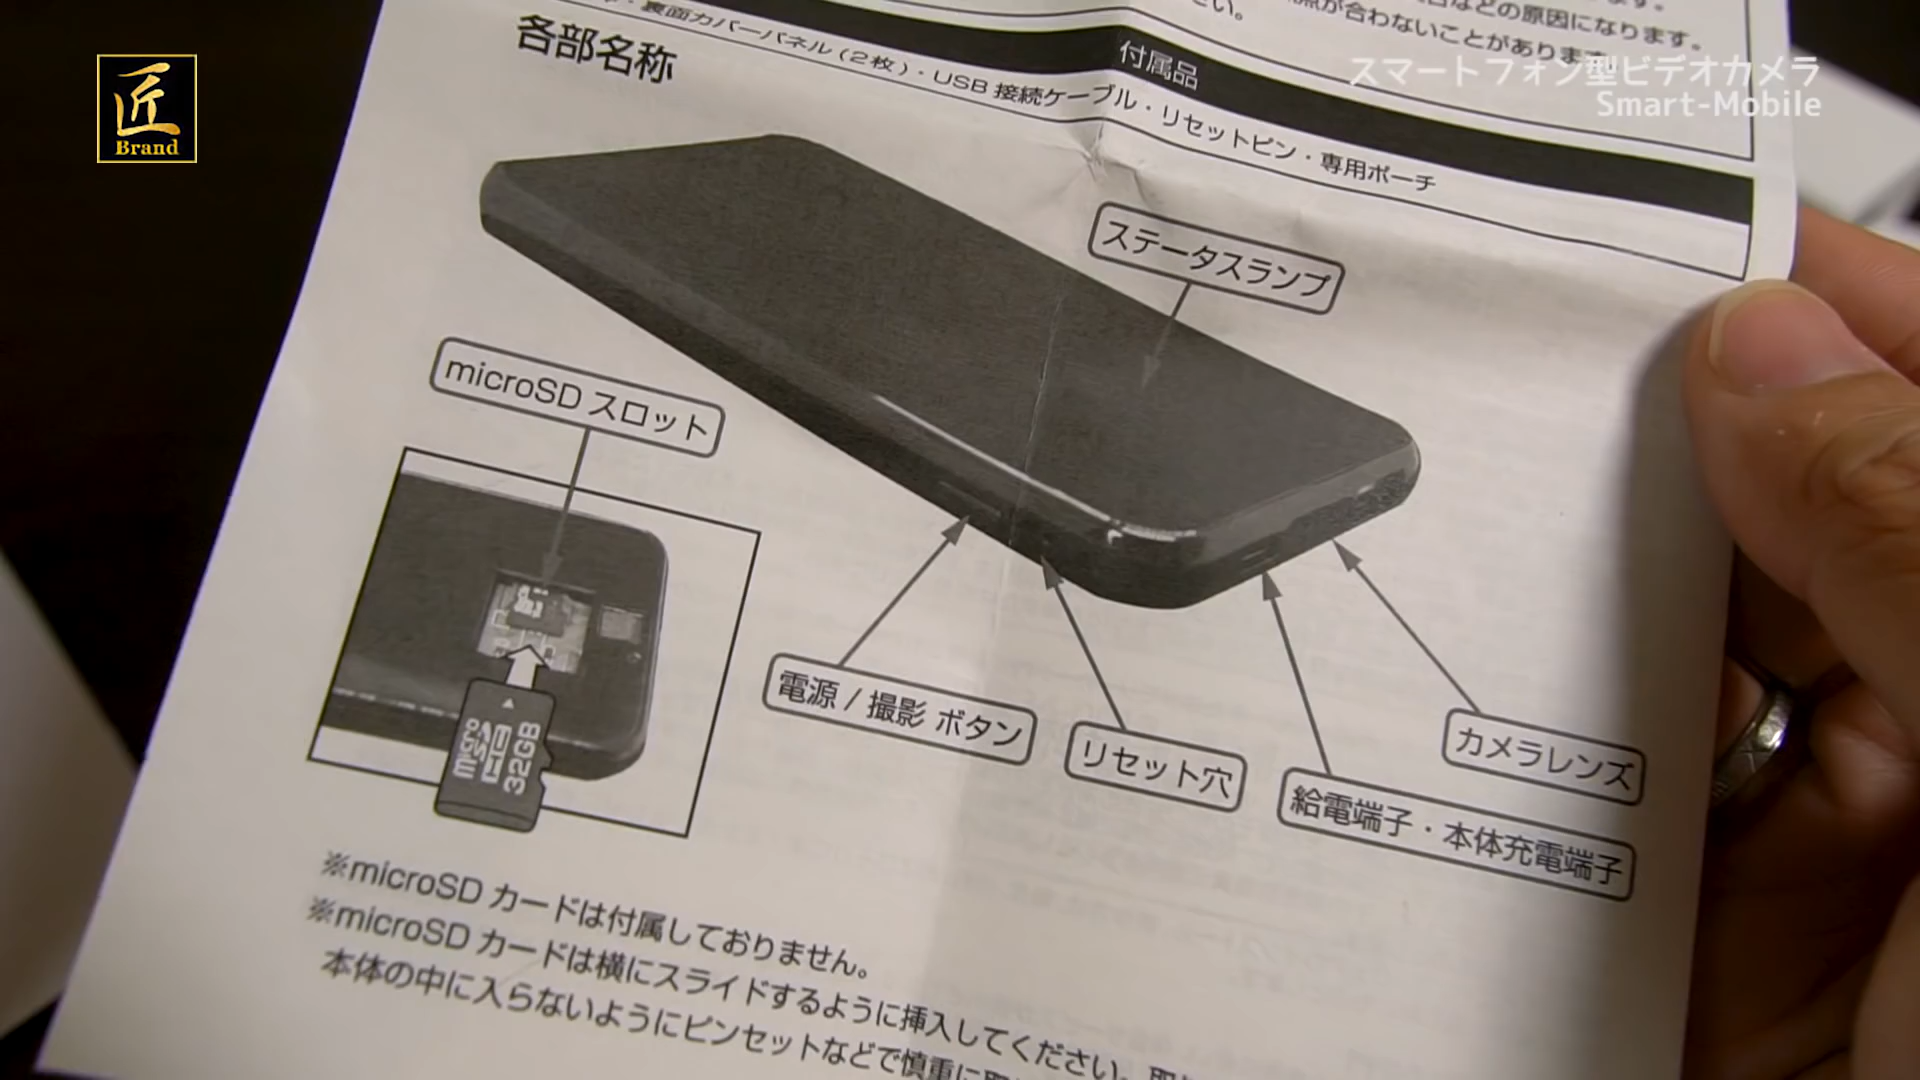 匠
Brand
スマートフォン型ビデオカメラ
Smart-Mobile
などの原因になります。
が合わないことがあります
さい。
付属品
裏面カバーパネル(2枚)・USB 接続ケーブル・リセットピン・専用ポーチ
各部名称
ステータスランプ
microSD スロット
micro
SD
HC
32GB
電源 / 撮影 ボタン
リセット穴
給電端子・本体充電端子
カメラレンズ
※microSD カードは付属しておりません。
※microSD カードは横にスライドするように挿入してください。
本体の中に入らないようにピンセットなどで慎重に